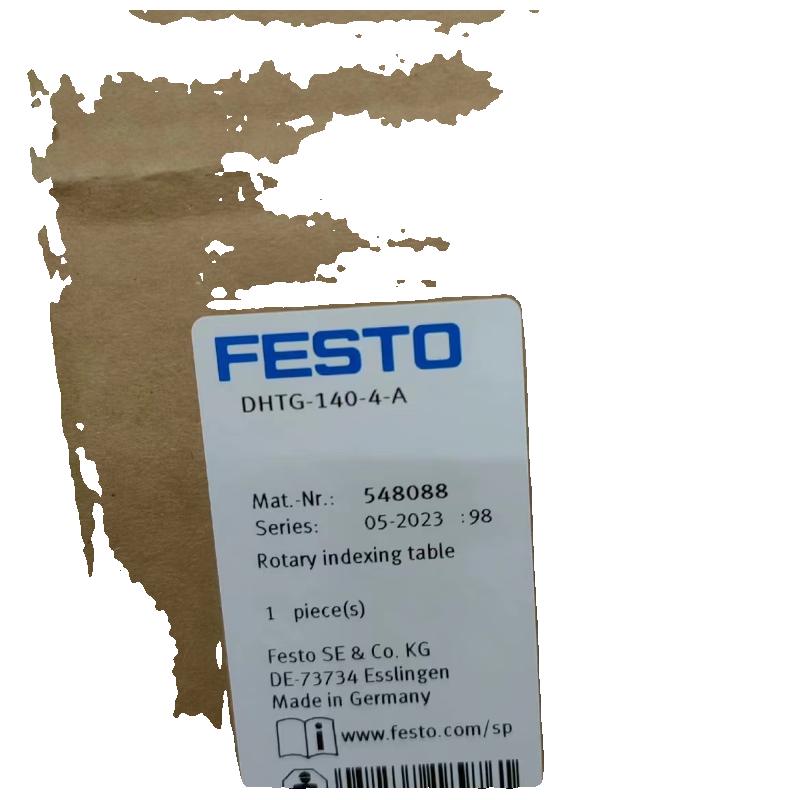 FESTO
DHTG-140-4-A
Mat.-Nr.: 548088
Series: 05-2023 :98
Rotary indexing table
1 piece(s)
Festo SE & Co. KG
DE-73734 Esslingen
Made in Germany
i www.festo.com/sp